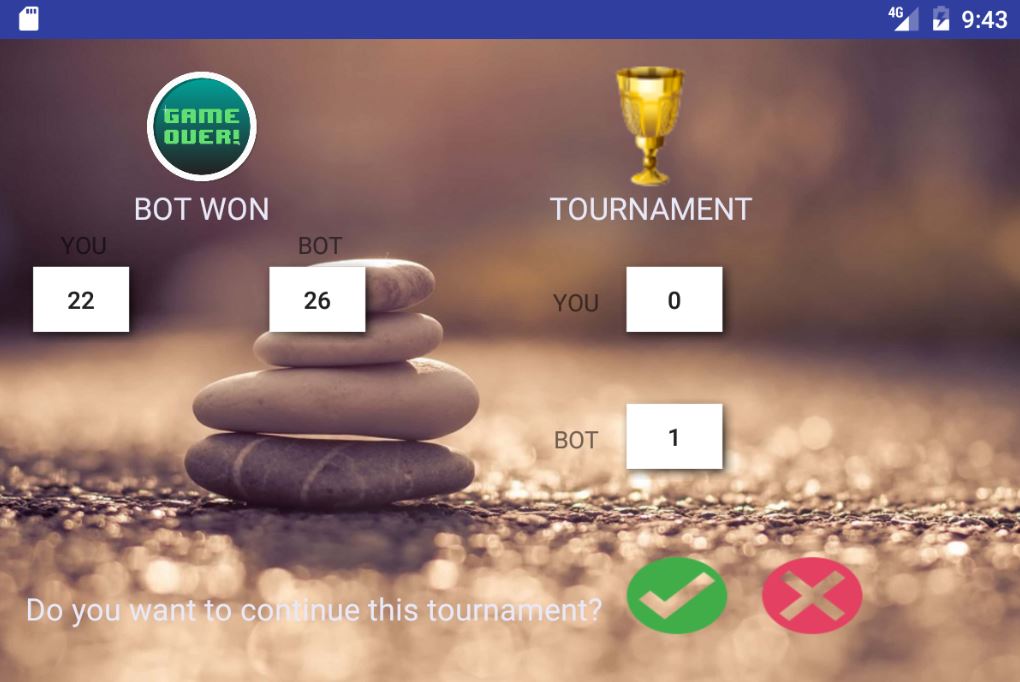 4G 9:43
GAME
OVER!
BOT WON
TOURNAMENT
YOU BOT
22 26
YOU 0
BOT 1
Do you want to continue this tournament?